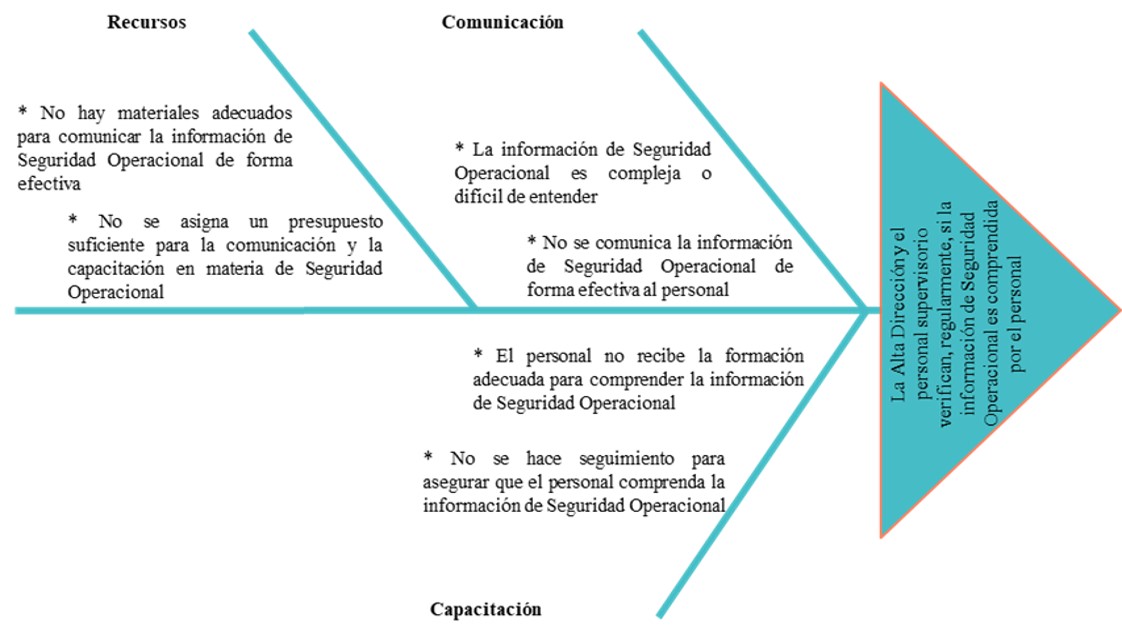 Recursos
Comunicación
* No hay materiales adecuados
para comunicar la información de
Seguridad Operacional de forma
efectiva
* No se asigna un presupuesto
suficiente para la comunicación y la
capacitación en materia de Seguridad
Operacional
* La información de Seguridad
Operacional es compleja o
difícil de entender
* No se comunica la información
de Seguridad Operacional de
forma efectiva al personal
* El personal no recibe la formación
adecuada para comprender la información
de Seguridad Operacional
* No se hace seguimiento para
asegurar que el personal comprenda la
información de Seguridad Operacional
Capacitación
La Alta Dirección y el
personal supervisorio
verifican, regularmente, si la
información de Seguridad
Operacional es comprendida
por el personal